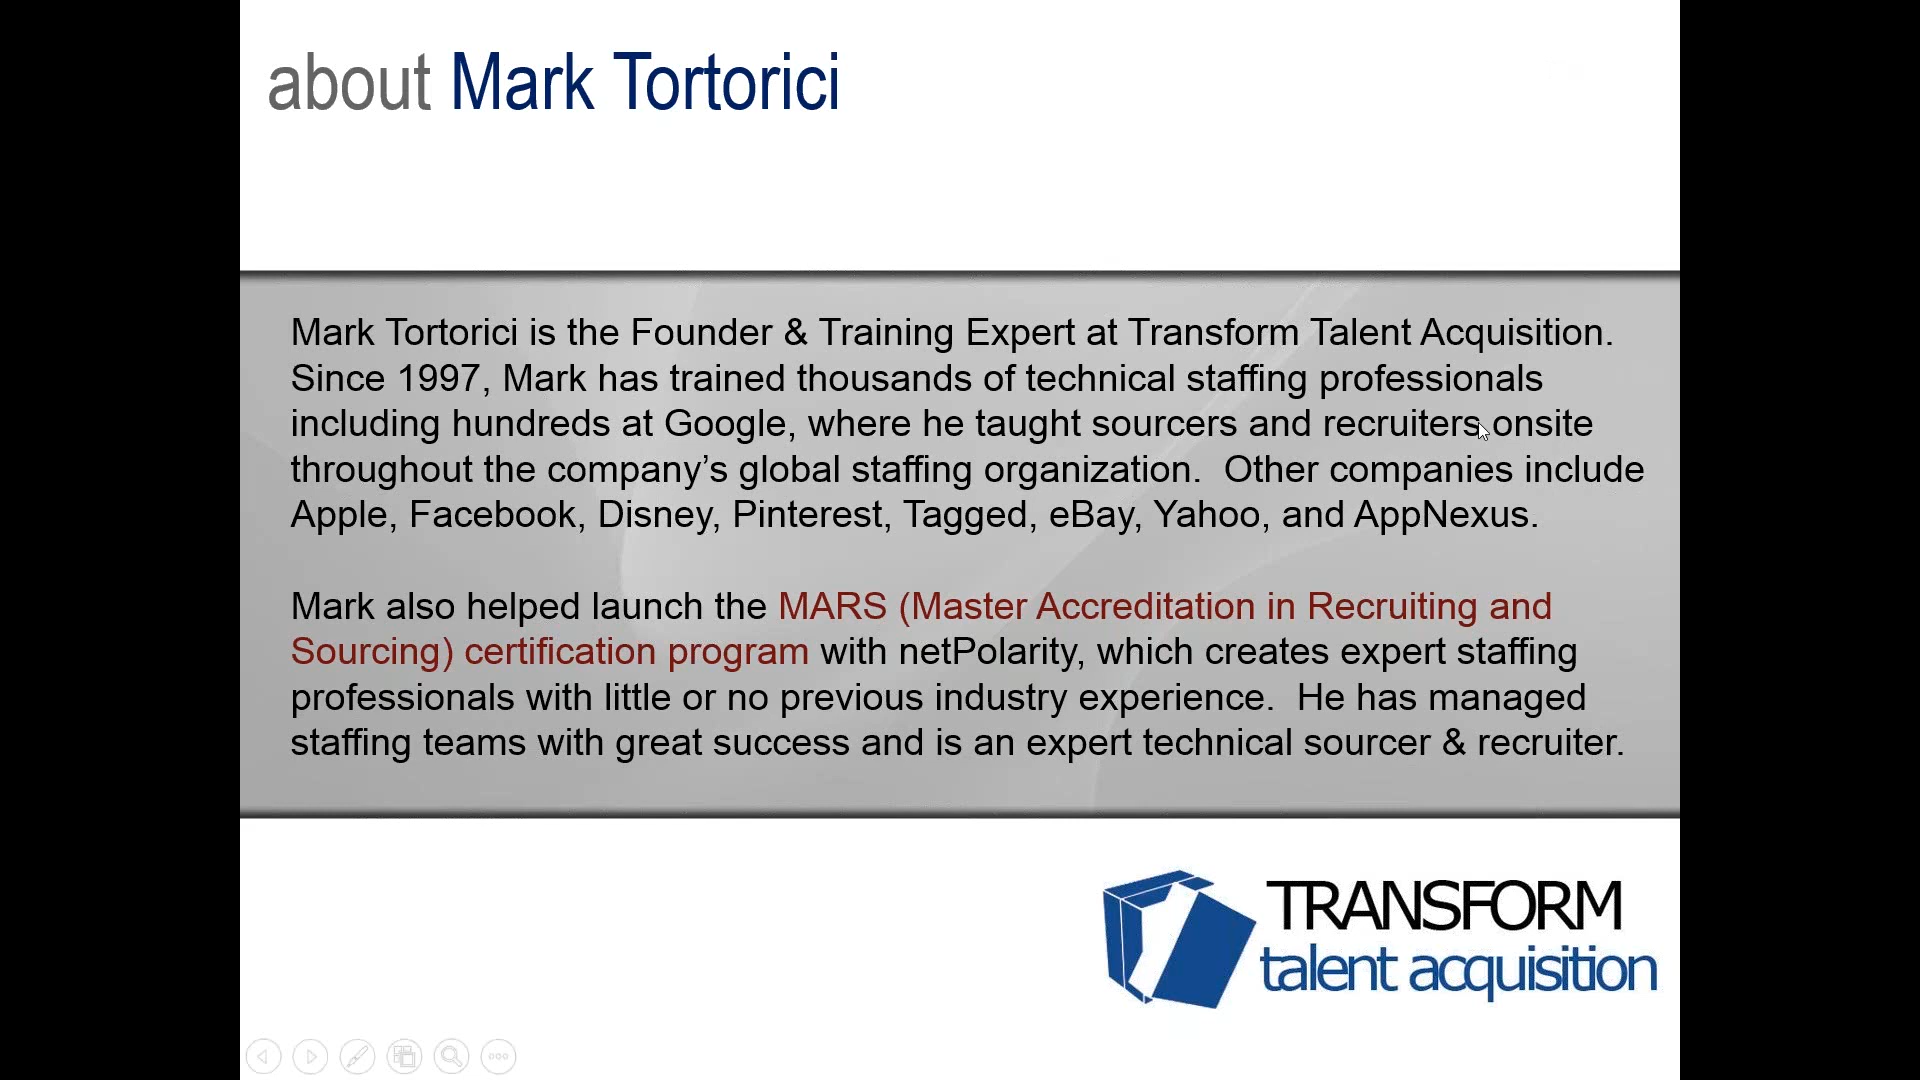 about Mark Tortorici
Mark Tortorici is the Founder & Training Expert at Transform Talent Acquisition.
Since 1997, Mark has trained thousands of technical staffing professionals
including hundreds at Google, where he taught sourcers and recruiters onsite
throughout the company’s global staffing organization.  Other companies include
Apple, Facebook, Disney, Pinterest, Tagged, eBay, Yahoo, and AppNexus.
Mark also helped launch the MARS (Master Accreditation in Recruiting and
Sourcing) certification program with netPolarity, which creates expert staffing
professionals with little or no previous industry experience.  He has managed
staffing teams with great success and is an expert technical sourcer & recruiter.
TRANSFORM
talent acquisition